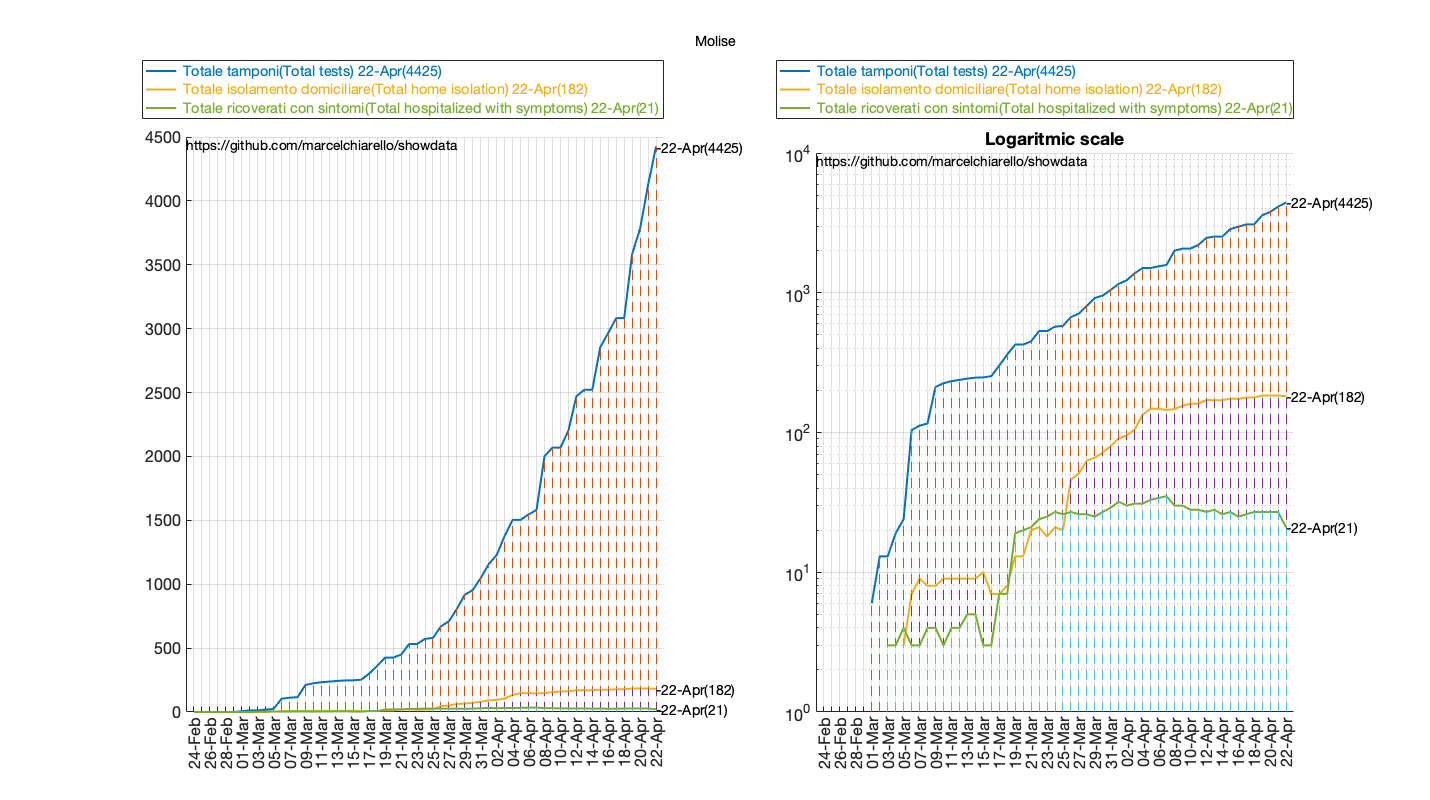 Molise
Totale tamponi(Total tests) 22-Apr(4425)
Totale isolamento domiciliare(Total home isolation) 22-Apr(182)
Totale ricoverati con sintomi(Total hospitalized with symptoms) 22-Apr(21)
https://github.com/marcelchiarello/showdata
4500
4000
3500
3000
2500
2000
1500
1000
500
0
22-Apr(4425)
22-Apr(182)
22-Apr(21)
24-Feb
26-Feb
28-Feb
01-Mar
03-Mar
05-Mar
07-Mar
09-Mar
11-Mar
13-Mar
15-Mar
17-Mar
19-Mar
21-Mar
23-Mar
25-Mar
27-Mar
29-Mar
31-Mar
02-Apr
04-Apr
06-Apr
08-Apr
10-Apr
12-Apr
14-Apr
16-Apr
18-Apr
20-Apr
22-Apr
Totale tamponi(Total tests) 22-Apr(4425)
Totale isolamento domiciliare(Total home isolation) 22-Apr(182)
Totale ricoverati con sintomi(Total hospitalized with symptoms) 22-Apr(21)
Logaritmic scale
https://github.com/marcelchiarello/showdata
10^4
10^3
10^2
10^1
10^0
22-Apr(4425)
22-Apr(182)
22-Apr(21)
24-Feb
26-Feb
28-Feb
01-Mar
03-Mar
05-Mar
07-Mar
09-Mar
11-Mar
13-Mar
15-Mar
17-Mar
19-Mar
21-Mar
23-Mar
25-Mar
27-Mar
29-Mar
31-Mar
02-Apr
04-Apr
06-Apr
08-Apr
10-Apr
12-Apr
14-Apr
16-Apr
18-Apr
20-Apr
22-Apr